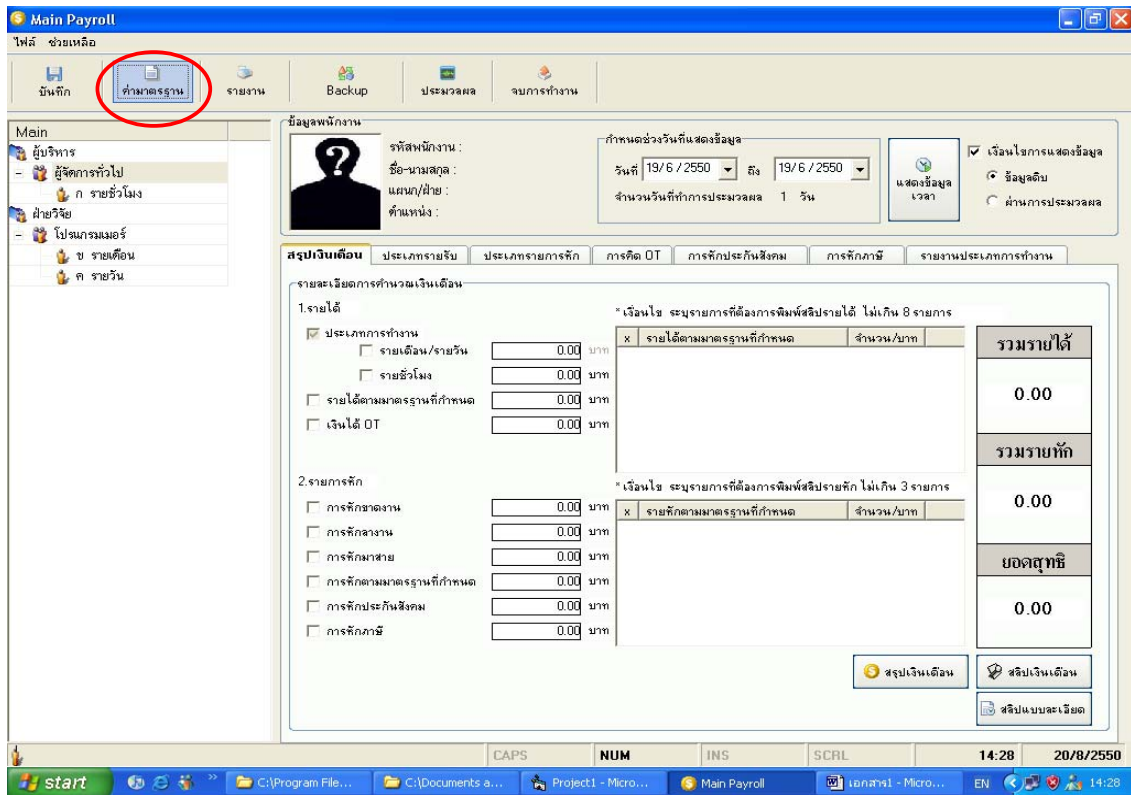 Main Payroll
ไฟล์ ช่วยเหลือ
บันทึก ค่ามาตรฐาน รายงาน Backup ประมวลผล จบการทำงาน
Main
ผู้บริหาร
ผู้จัดการทั่วไป
ก รายชั่วโมง
ฝ่ายวิจัย
โปรแกรมเมอร์
ข รายเดือน
ค รายวัน
ข้อมูลพนักงาน
รหัสพนักงาน :
ชื่อ-นามสกุล :
แผนก/ฝ่าย :
ตำแหน่ง :
กำหนดช่วงวันที่แสดงข้อมูล
วันที่ 19/6 /2550 ถึง 19/6 /2550
จำนวนวันที่ทำการประมวลผล 1 วัน
แสดงข้อมูล
เวลา
เงื่อนไขการแสดงข้อมูล
ข้อมูลดิบ
ผ่านการประมวลผล
สรุปเงินเดือน ประเภทรายรับ ประเภทรายการหัก การคิด OT การหักประกันสังคม การหักภาษี รายงานประเภทการทำงาน
รายละเอียดการคำนวณเงินเดือน
1.รายได้
ประเภทการทำงาน
รายเดือน/รายวัน 0.00 บาท
รายชั่วโมง 0.00 บาท
รายได้ตามมาตรฐานที่กำหนด 0.00 บาท
เงินได้ OT 0.00 บาท
* เงื่อนไข ระบุรายการที่ต้องการพิมพ์สลิปรายได้ ไม่เกิน 8 รายการ
x รายได้ตามมาตรฐานที่กำหนด จำนวน/บาท
2.รายการหัก
การหักขาดงาน 0.00 บาท
การหักลางาน 0.00 บาท
การหักมาสาย 0.00 บาท
การหักตามมาตรฐานที่กำหนด 0.00 บาท
การหักประกันสังคม 0.00 บาท
การหักภาษี 0.00 บาท
* เงื่อนไข ระบุรายการที่ต้องการพิมพ์สลิปรายหัก ไม่เกิน 3 รายการ
x รายหักตามมาตรฐานที่กำหนด จำนวน/บาท
รวมรายได้
0.00
รวมรายหัก
0.00
ยอดสุทธิ
0.00
สรุปเงินเดือน สลิปเงินเดือน
สลิปแบบละเอียด
CAPS NUM INS SCRL 14:28 20/8/2550
start C:\Program File... C:\Documents a... Project1 - Micro... Main Payroll เอกสาร1 - Micro... EN 14:28